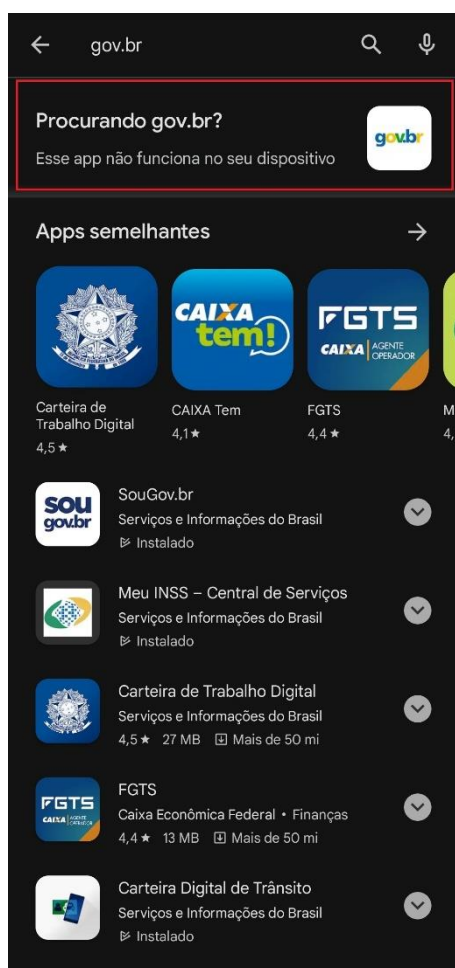 gov.br
Procurando gov.br?
Esse app não funciona no seu dispositivo
gov.br
Apps semelhantes
CAIXA
tem!
FGTS
CAIXA AGENTE
OPERADOR
Carteira de
Trabalho Digital
4,5 ★
CAIXA Tem
4,1 ★
FGTS
4,4 ★
M
4,
SOU
gov.br
SouGov.br
Serviços e Informações do Brasil
Instalado
Meu INSS – Central de Serviços
Serviços e Informações do Brasil
Instalado
Carteira de Trabalho Digital
Serviços e Informações do Brasil
4,5 ★ 27 MB Mais de 50 mi
FGTS
CAIXA AGENTE
OPERADOR
FGTS
Caixa Econômica Federal • Finanças
4,4 ★ 13 MB Mais de 50 mi
Carteira Digital de Trânsito
Serviços e Informações do Brasil
Instalado